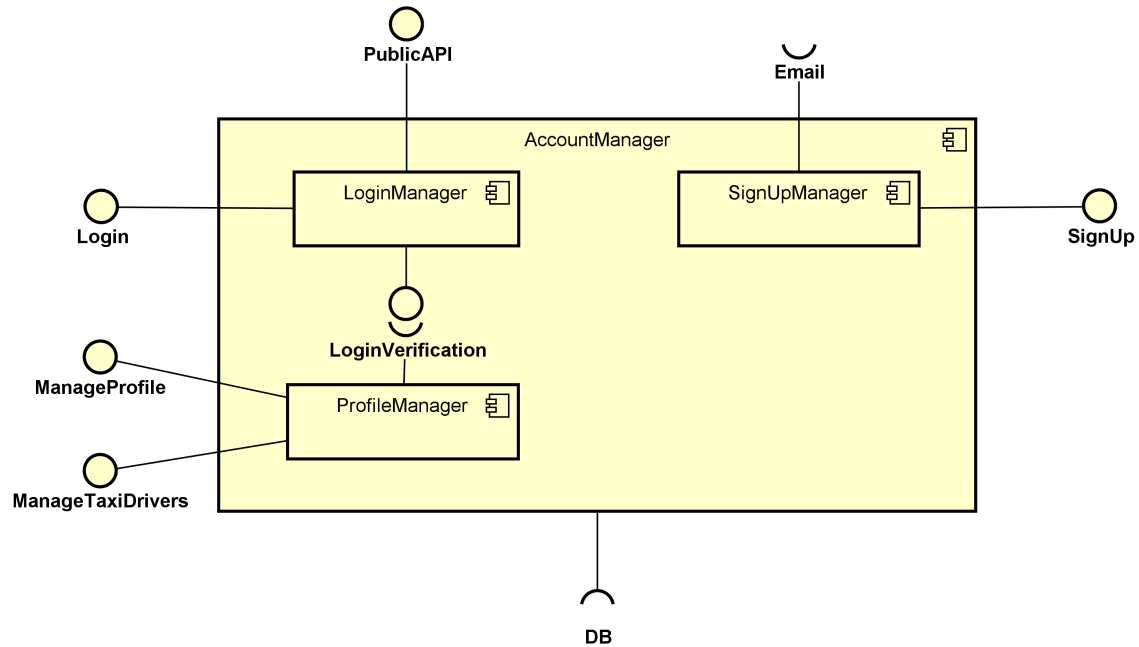 PublicAPI
Email
AccountManager
LoginManager
SignUpManager
Login
SignUp
LoginVerification
ManageProfile
ProfileManager
ManageTaxiDrivers
DB